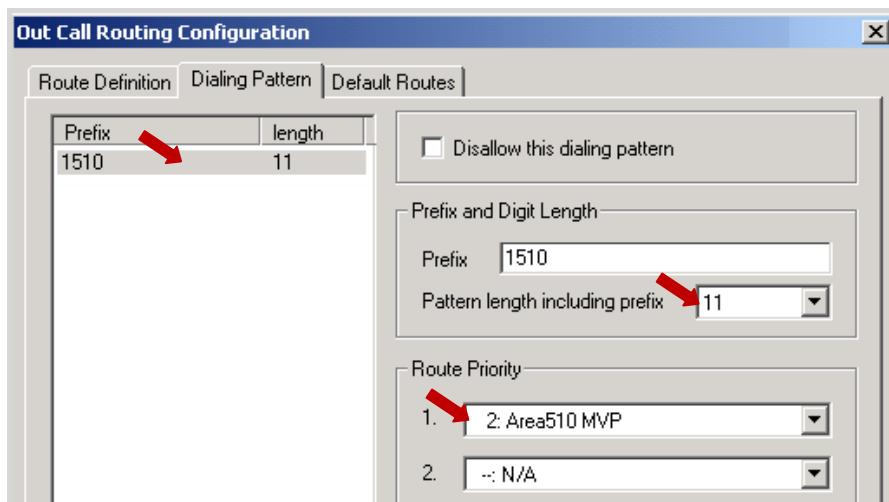 Out Call Routing Configuration
Route Definition Dialing Pattern Default Routes
Prefix length
1510 11
Disallow this dialing pattern
Prefix and Digit Length
Prefix 1510
Pattern length including prefix 11
Route Priority
1. 2: Area510 MVP
2. --: N/A